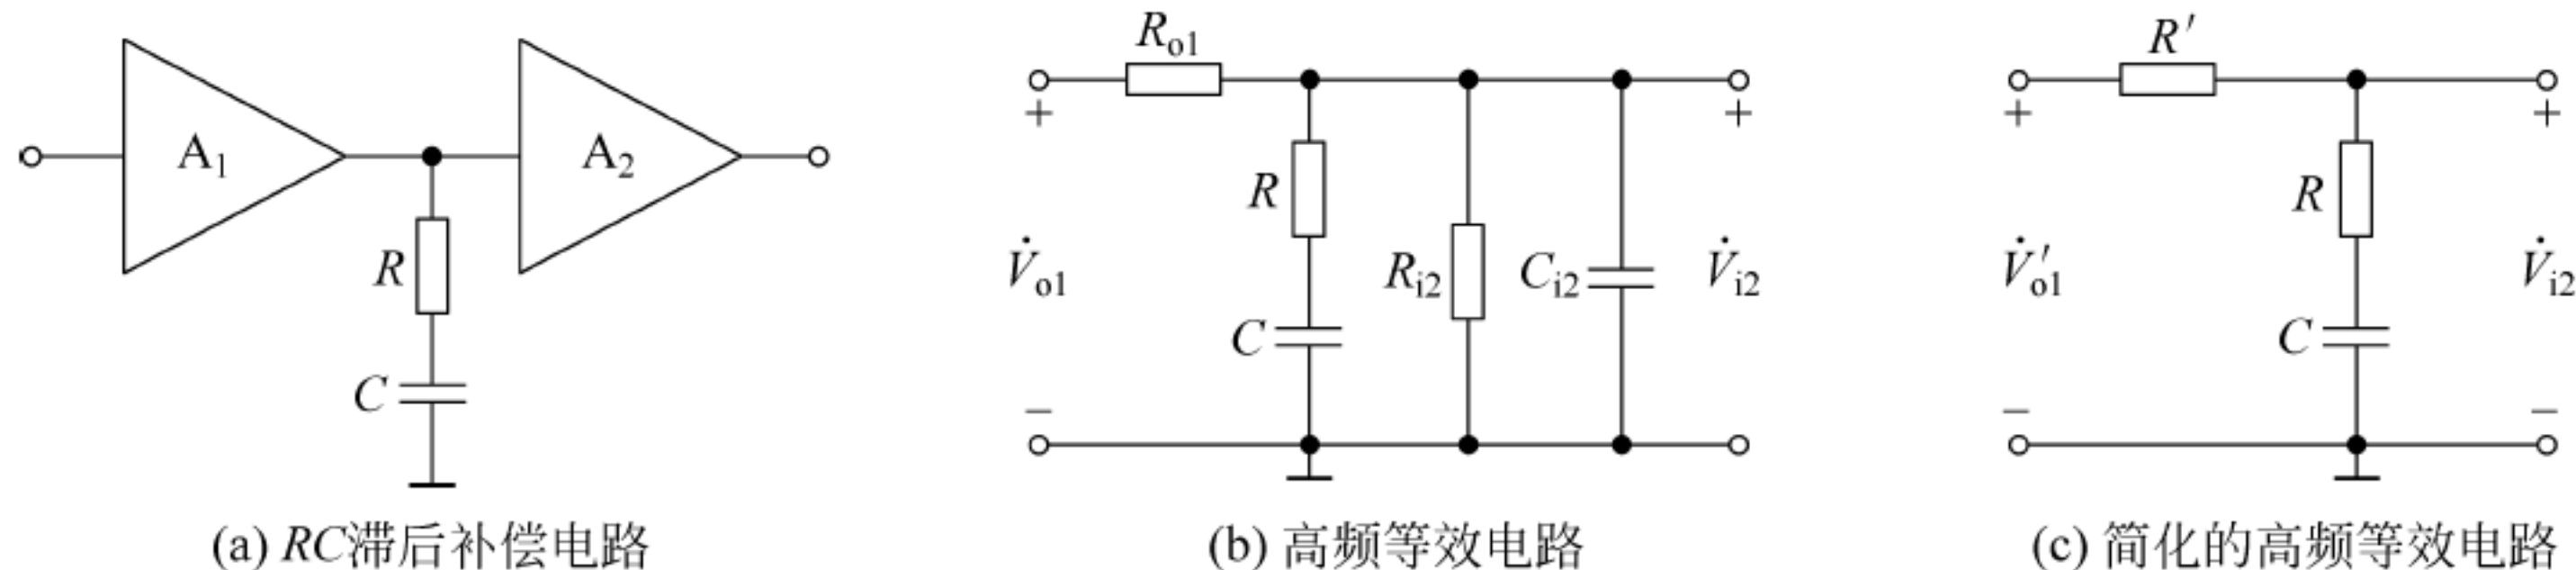 A₁
A₂
R
C
(a) RC滞后补偿电路
Rₒ₁
+
+
R
Rᵢ₂
Cᵢ₂
V̇ₒ₁
V̇ᵢ₂
C
−
(b) 高频等效电路
R′
+
+
R
V̇′ₒ₁
V̇ᵢ₂
C
−
−
(c) 简化的高频等效电路